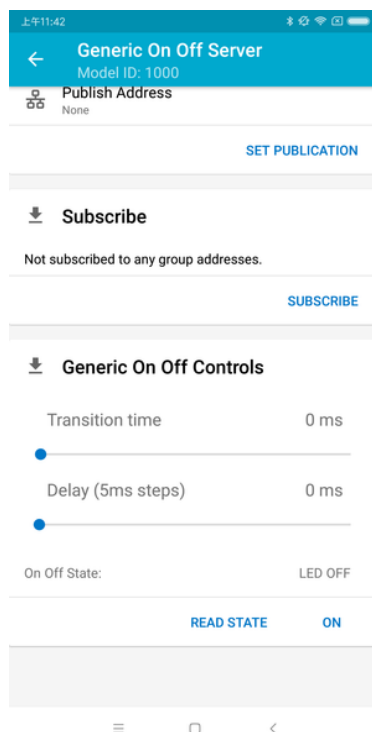 上午11:42
Generic On Off Server
Model ID: 1000
Publish Address
None
SET PUBLICATION
Subscribe
Not subscribed to any group addresses.
SUBSCRIBE
Generic On Off Controls
Transition time 0 ms
Delay (5ms steps) 0 ms
On Off State: LED OFF
READ STATE ON